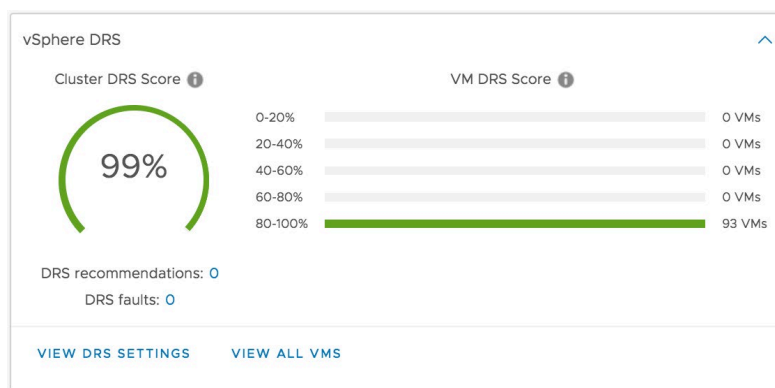 vSphere DRS
Cluster DRS Score
VM DRS Score
99%
0-20% 0 VMs
20-40% 0 VMs
40-60% 0 VMs
60-80% 0 VMs
80-100% 93 VMs
DRS recommendations: 0
DRS faults: 0
VIEW DRS SETTINGS VIEW ALL VMS